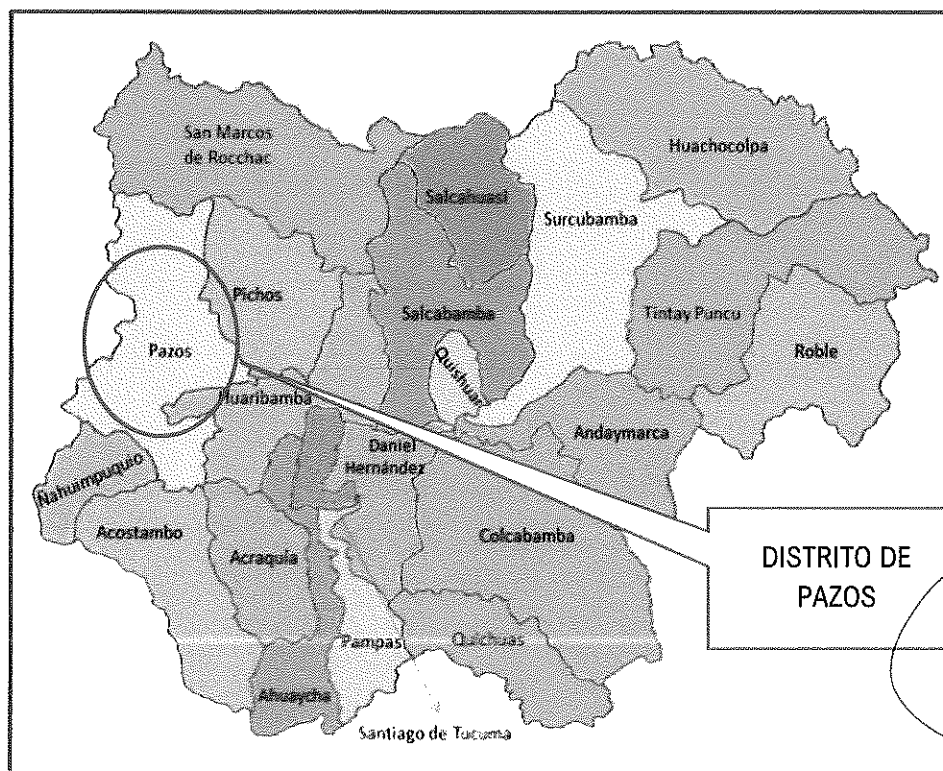 San Marcos
de Rocchac
Huachocolpa
Salcahuasi
Surcubamba
Pichos
Salcabamba
Tintay Puncu
Pazos
Quishuar
Roble
Huaribamba
Andaymarca
Daniel
Hernández
Ñahuimpuquio
Acostambo
Acraquia
Colcabamba
DISTRITO DE
PAZOS
Pampas
Quichuas
Ahuaycha
Santiago de Tucuma